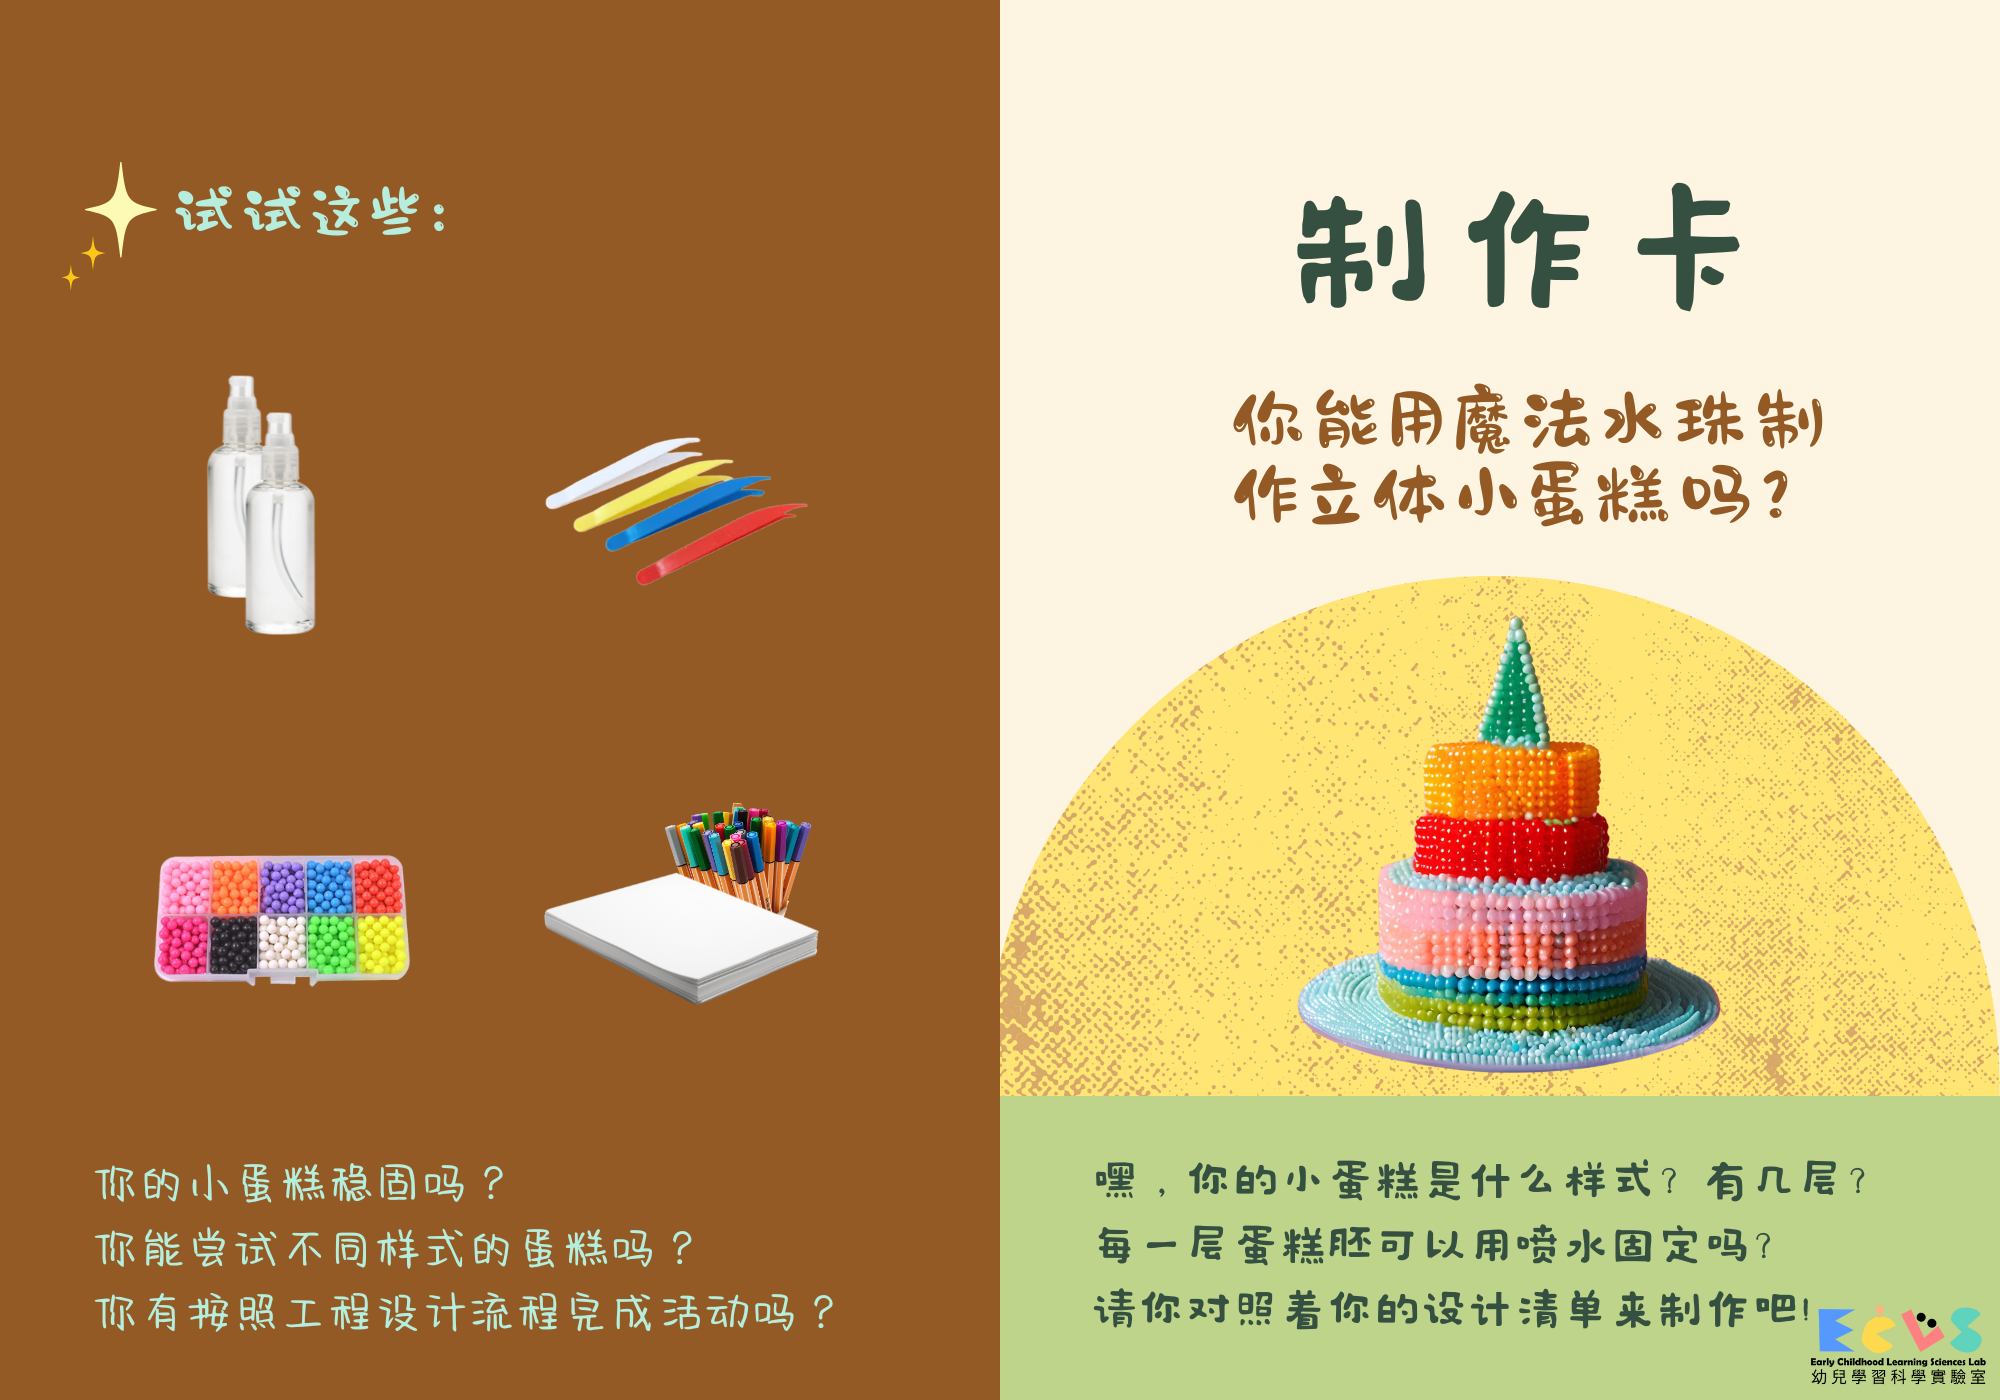 试试这些：
你的小蛋糕稳固吗？
你能尝试不同样式的蛋糕吗？
你有按照工程设计流程完成活动吗？
制作卡
你能用魔法水珠制
作立体小蛋糕吗？
嘿，你的小蛋糕是什么样式？有几层？
每一层蛋糕胚可以用喷水固定吗？
请你对照着你的设计清单来制作吧！
ECLS
Early Childhood Learning Sciences Lab
幼兒學習科學實驗室